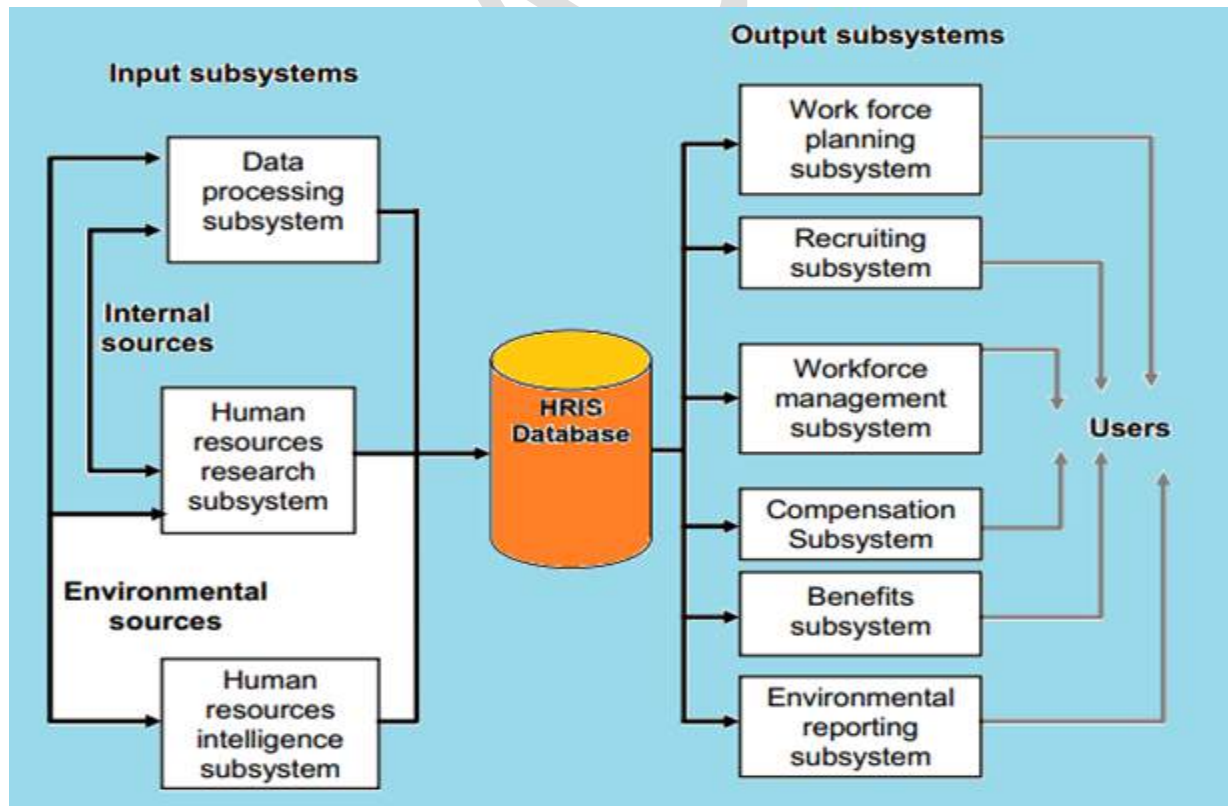 Input subsystems
Data
processing
subsystem
Internal
sources
Human
resources
research
subsystem
Environmental
sources
Human
resources
intelligence
subsystem
HRIS
Database
Output subsystems
Work force
planning
subsystem
Recruiting
subsystem
Workforce
management
subsystem
Compensation
Subsystem
Benefits
subsystem
Environmental
reporting
subsystem
Users